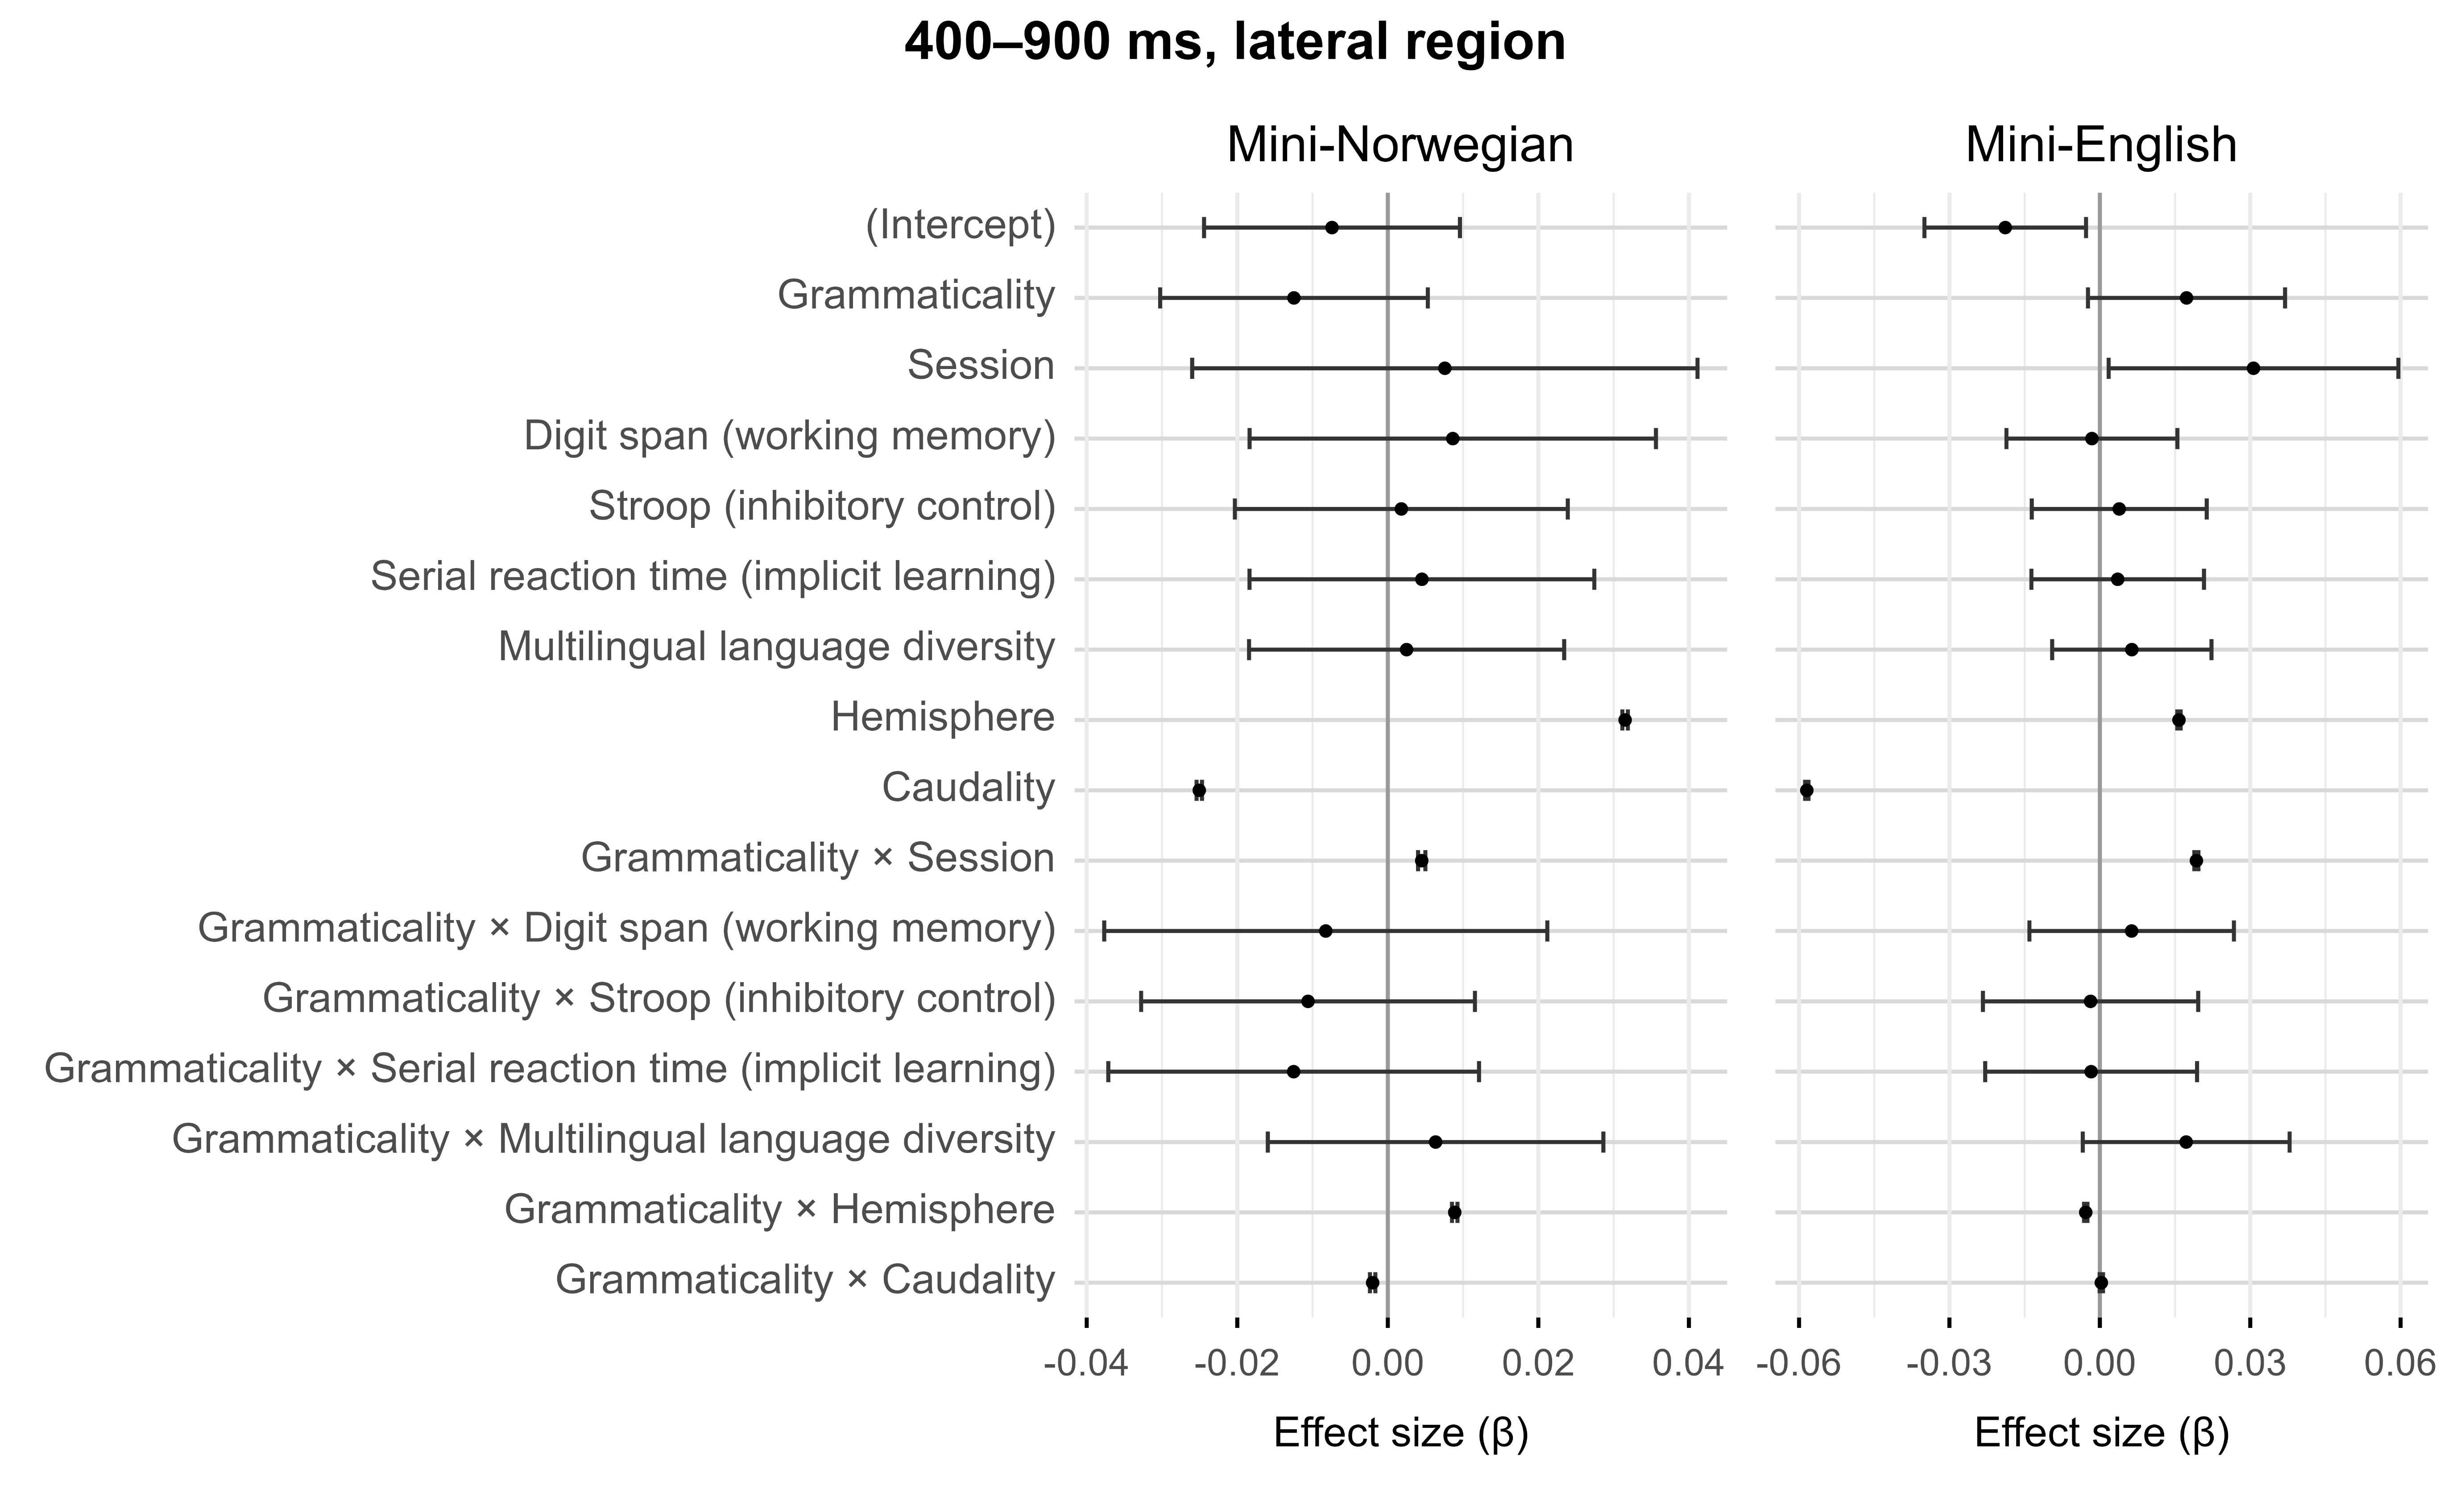 400–900 ms, lateral region
Mini-Norwegian
Mini-English
(Intercept)
Grammaticality
Session
Digit span (working memory)
Stroop (inhibitory control)
Serial reaction time (implicit learning)
Multilingual language diversity
Hemisphere
Caudality
Grammaticality × Session
Grammaticality × Digit span (working memory)
Grammaticality × Stroop (inhibitory control)
Grammaticality × Serial reaction time (implicit learning)
Grammaticality × Multilingual language diversity
Grammaticality × Hemisphere
Grammaticality × Caudality
-0.04 -0.02 0.00 0.02 0.04
-0.06 -0.03 0.00 0.03 0.06
Effect size (β)
Effect size (β)